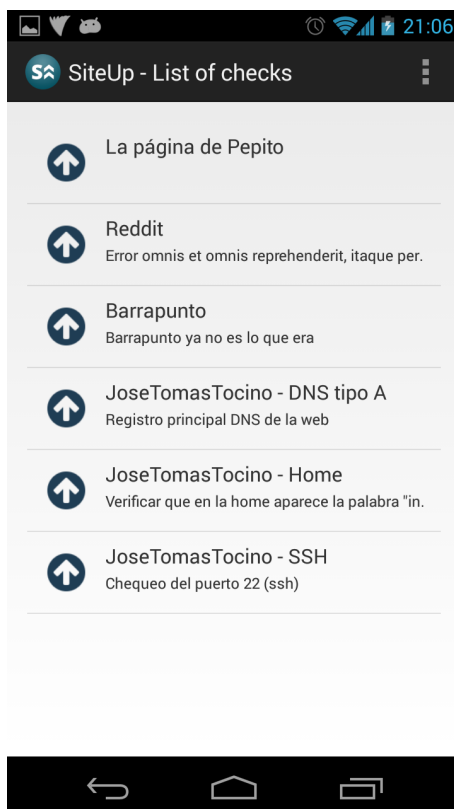 21:06
S
SiteUp - List of checks
La página de Pepito
Reddit
Error omnis et omnis reprehenderit, itaque per.
Barrapunto
Barrapunto ya no es lo que era
JoseTomasTocino - DNS tipo A
Registro principal DNS de la web
JoseTomasTocino - Home
Verificar que en la home aparece la palabra "in.
JoseTomasTocino - SSH
Chequeo del puerto 22 (ssh)